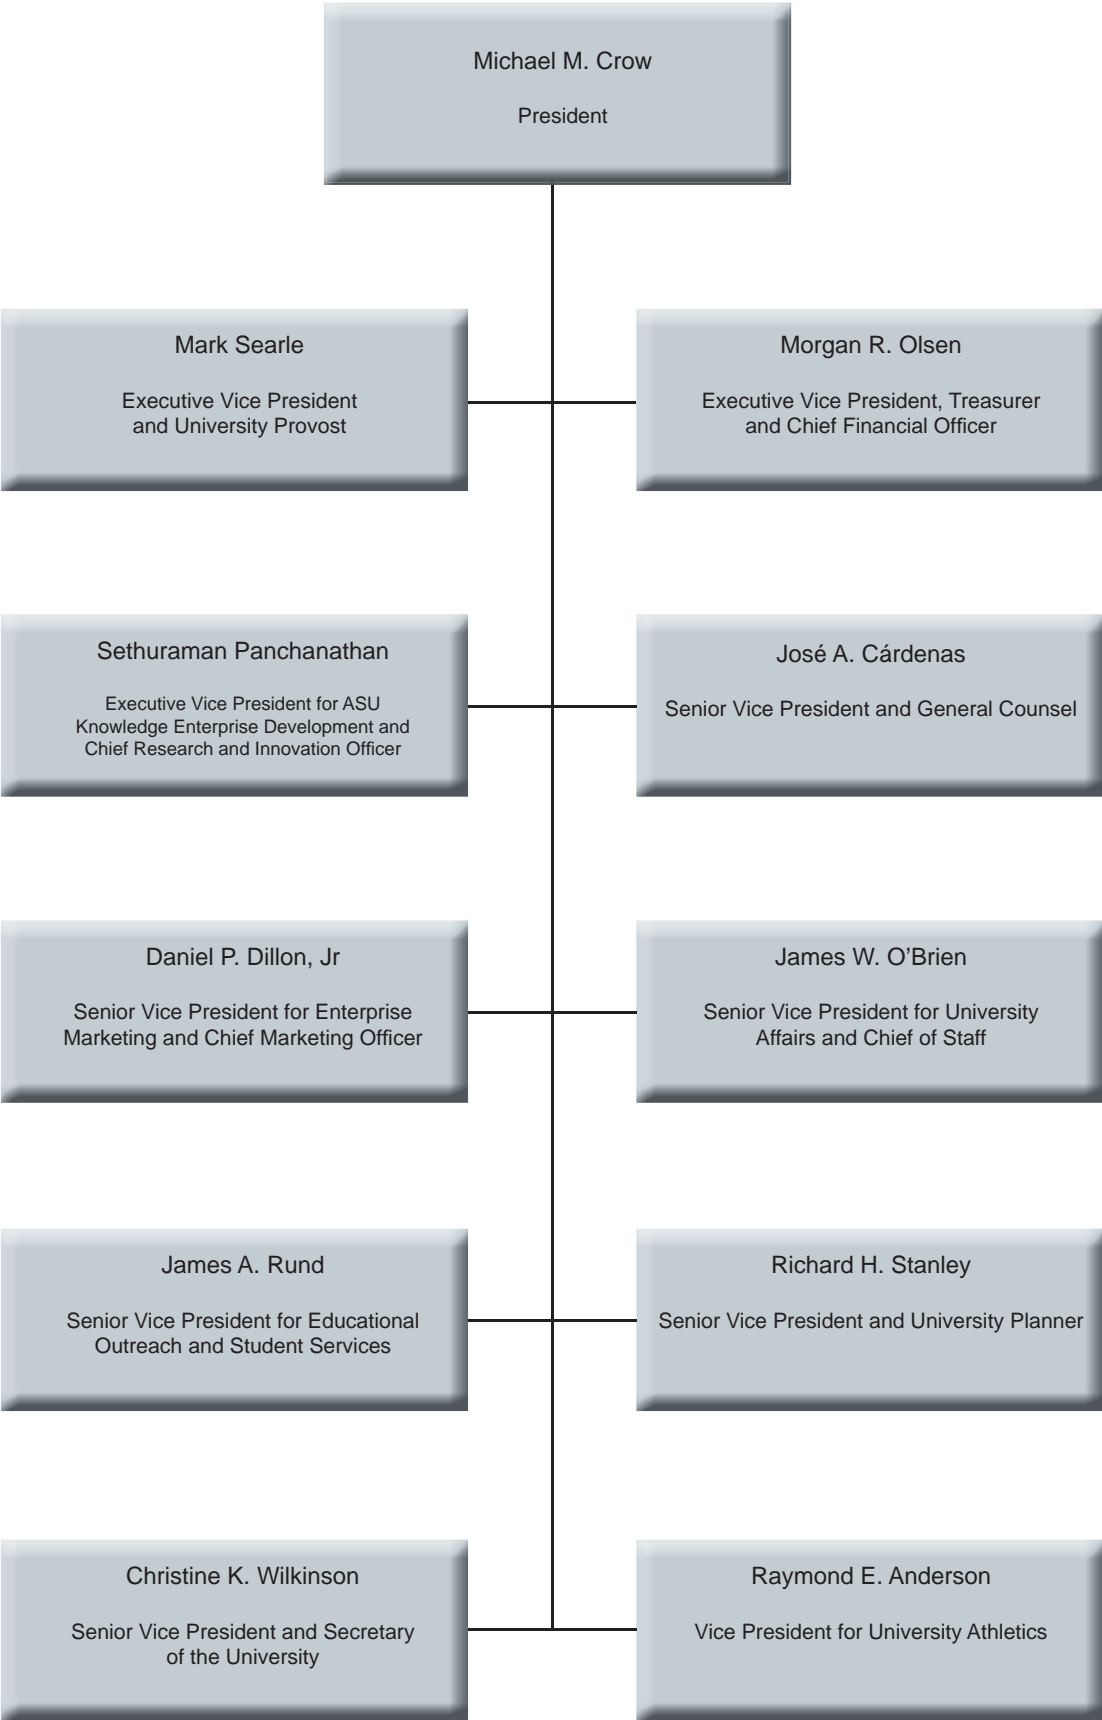 Michael M. Crow
President
Mark Searle
Executive Vice President
and University Provost
Morgan R. Olsen
Executive Vice President, Treasurer
and Chief Financial Officer
Sethuraman Panchanathan
Executive Vice President for ASU
Knowledge Enterprise Development and
Chief Research and Innovation Officer
José A. Cárdenas
Senior Vice President and General Counsel
Daniel P. Dillon, Jr
Senior Vice President for Enterprise
Marketing and Chief Marketing Officer
James W. O’Brien
Senior Vice President for University
Affairs and Chief of Staff
James A. Rund
Senior Vice President for Educational
Outreach and Student Services
Richard H. Stanley
Senior Vice President and University Planner
Christine K. Wilkinson
Senior Vice President and Secretary
of the University
Raymond E. Anderson
Vice President for University Athletics